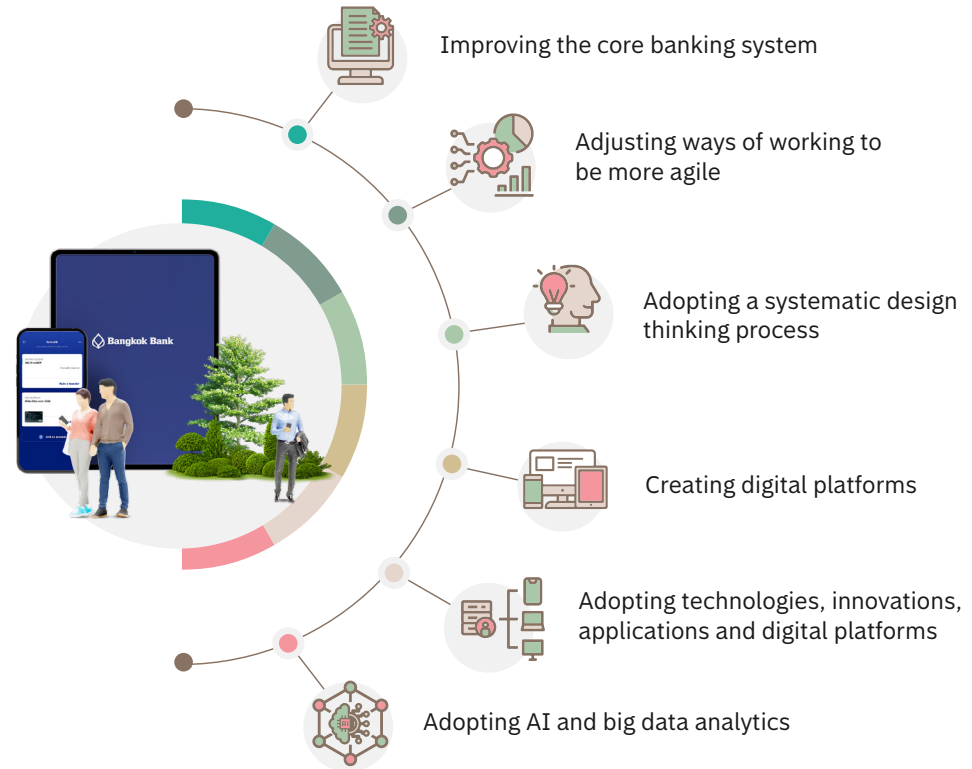 Improving the core banking system
Adjusting ways of working to
be more agile
Adopting a systematic design
thinking process
Bangkok Bank
Creating digital platforms
Adopting technologies, innovations,
applications and digital platforms
AI
Adopting AI and big data analytics